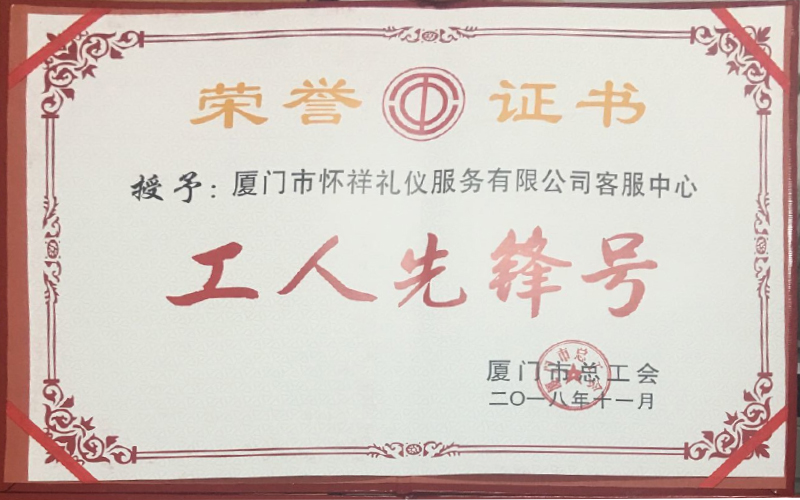 荣誉证书
授予：厦门市怀祥礼仪服务有限公司客服中心
工人先锋号
厦门市总工会
二〇一八年十一月